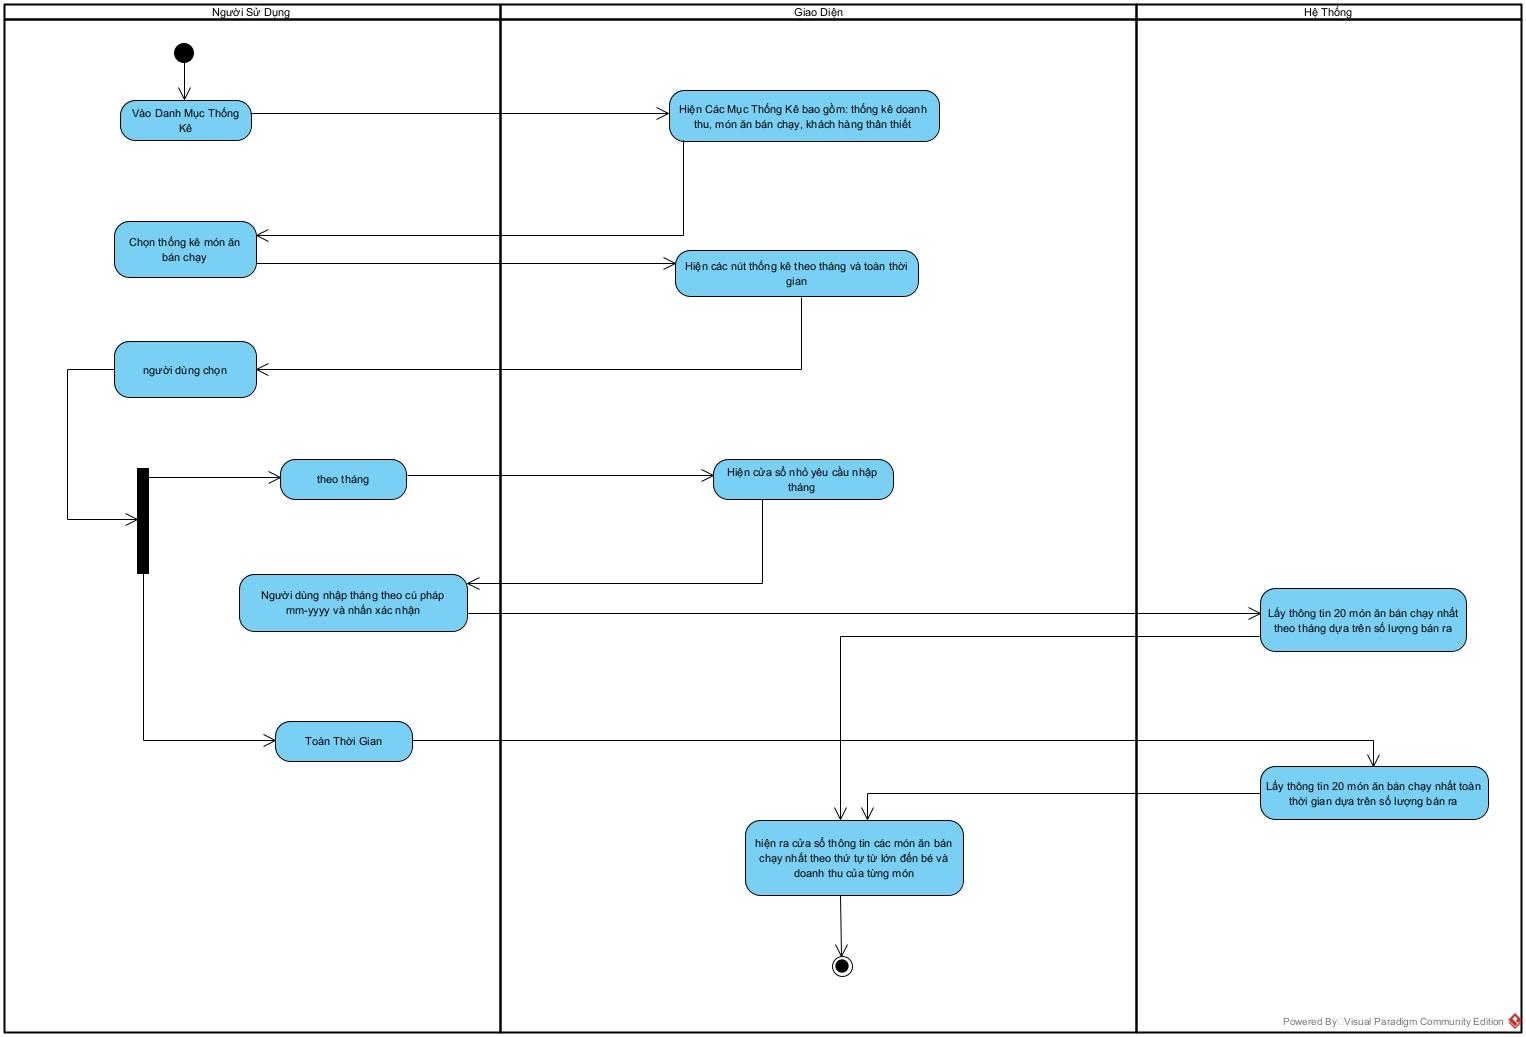 Người Sử Dụng
Giao Diện
Hệ Thống
Vào Danh Mục Thống
Kê
Hiện Các Mục Thống Kê bao gồm: thống kê doanh
thu, món ăn bán chạy, khách hàng thân thiết
Chọn thống kê món ăn
bán chạy
Hiện các nút thống kê theo tháng và toàn thời
gian
người dùng chọn
theo tháng
Hiện cửa sổ nhỏ yêu cầu nhập
tháng
Người dùng nhập tháng theo cú pháp
mm-yyyy và nhấn xác nhận
Lấy thông tin 20 món ăn bán chạy nhất
theo tháng dựa trên số lượng bán ra
Toàn Thời Gian
Lấy thông tin 20 món ăn bán chạy nhất toàn
thời gian dựa trên số lượng bán ra
hiện ra cửa sổ thông tin các món ăn bán
chạy nhất theo thứ tự từ lớn đến bé và
doanh thu của từng món
Powered By Visual Paradigm Community Edition